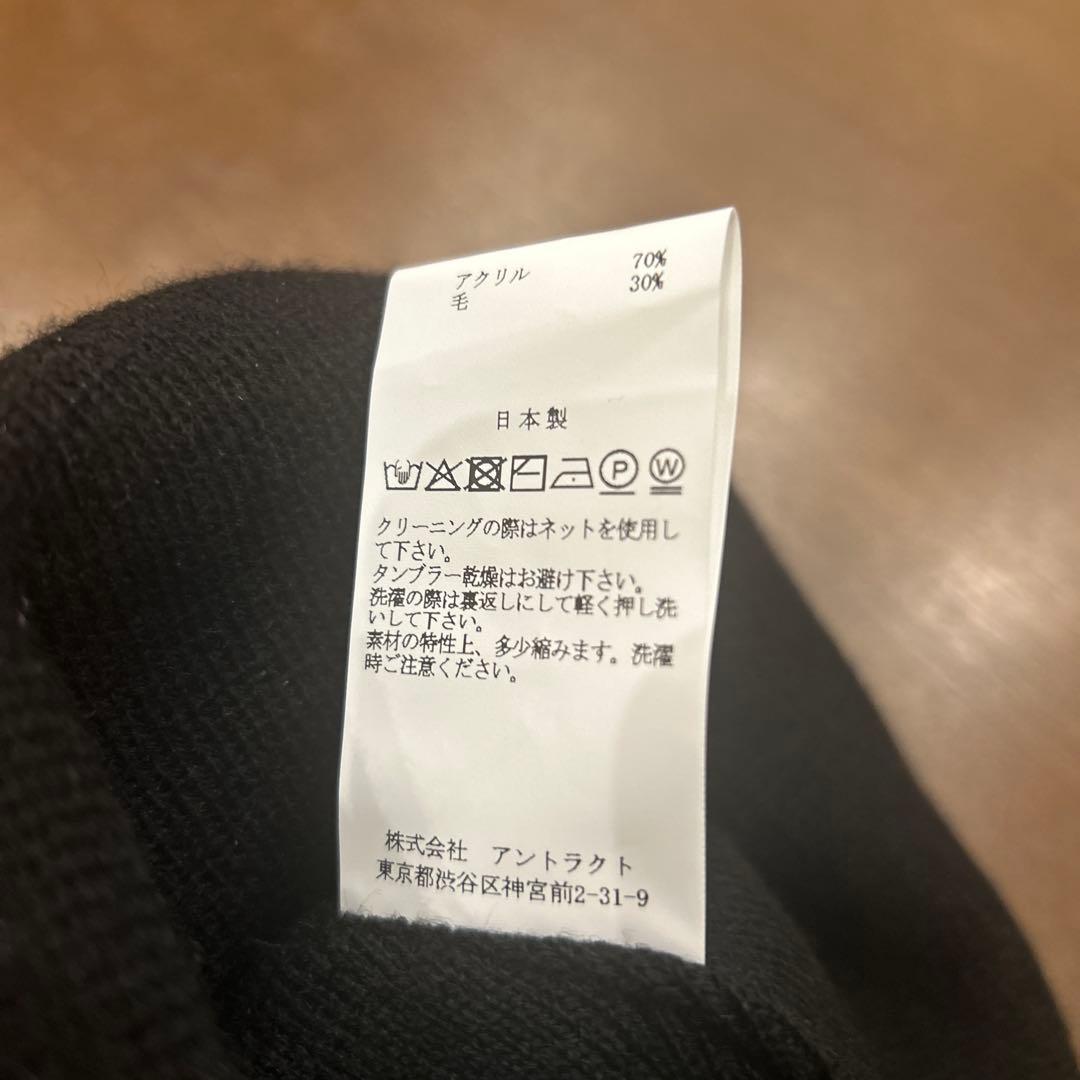 アクリル 70%
毛 30%
日本製
P W
クリーニングの際はネットを使用し
て下さい。
タンブラー乾燥はお避け下さい。
洗濯の際は裏返しにして軽く押し洗
いして下さい。
素材の特性上、多少縮みます。洗濯
時ご注意ください。
株式会社 アントラクト
東京都渋谷区神宮前2-31-9